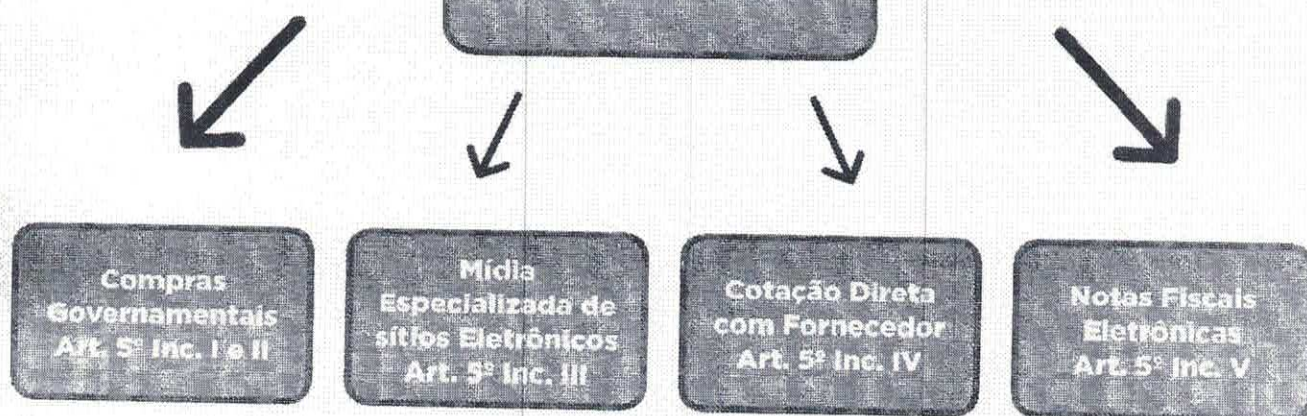 Compras
Governamentais
Art. 5º Inc. I e II
Mídia
Especializada de
sítios Eletrônicos
Art. 5º Inc. III
Cotação Direta
com Fornecedor
Art. 5º Inc. IV
Notas Fiscais
Eletrônicas
Art. 5º Inc. V